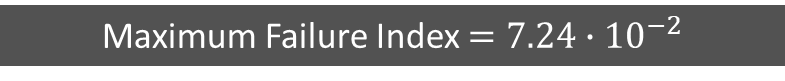 Maximum Failure Index = 7.24 · 10⁻²